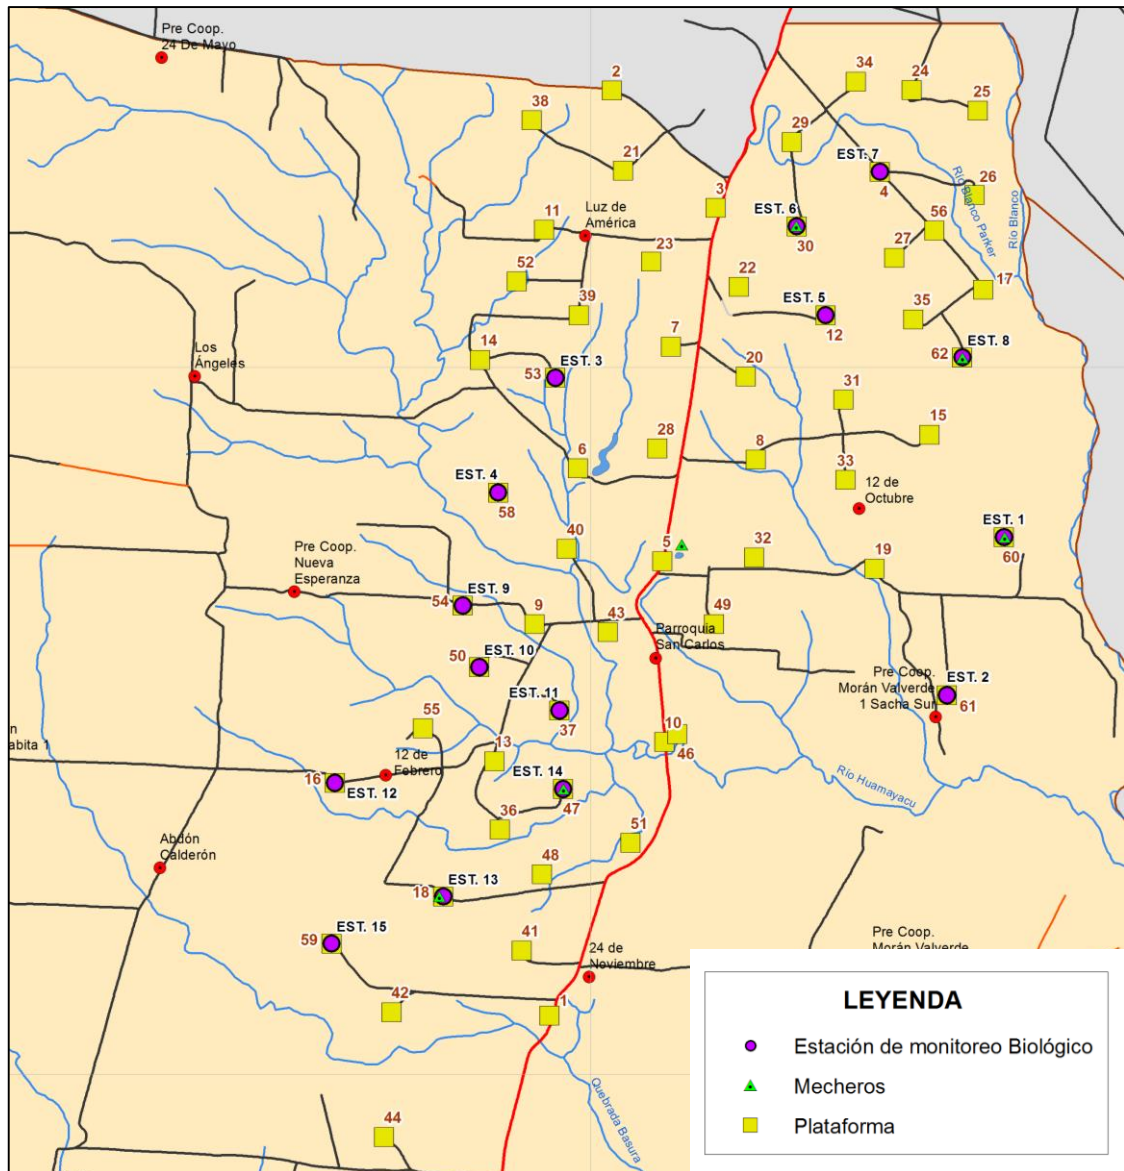 Pre Coop.
24 De Mayo
2
34
24
25
38
29
21
EST. 7
4
26
Río Blanco Parker
Río Blanco
3
EST. 6
30
11
Luz de
América
56
27
23
52
22
17
39
EST. 5
12
35
7
14
EST. 8
62
Los
Ángeles
EST. 3
53
20
31
15
28
8
6
33
EST. 4
58
12 de
Octubre
EST. 1
60
40
5
32
19
Pre Coop.
Nueva
Esperanza
EST. 9
54
9
43
49
Parroquia
San Carlos
EST. 10
50
Pre Coop.
Morán Valverde
1 Sacha Sur
EST. 2
61
EST. 11
37
55
10
46
n
abita 1
13
12 de
Febrero
16
EST. 12
EST. 14
47
Río Huamayacu
36
51
Abdón
Calderón
48
EST. 13
18
EST. 15
59
41
24 de
Noviembre
Pre Coop.
Morán Valverde
42
1
Quebrada Basura
44
LEYENDA
Estación de monitoreo Biológico
Mecheros
Plataforma